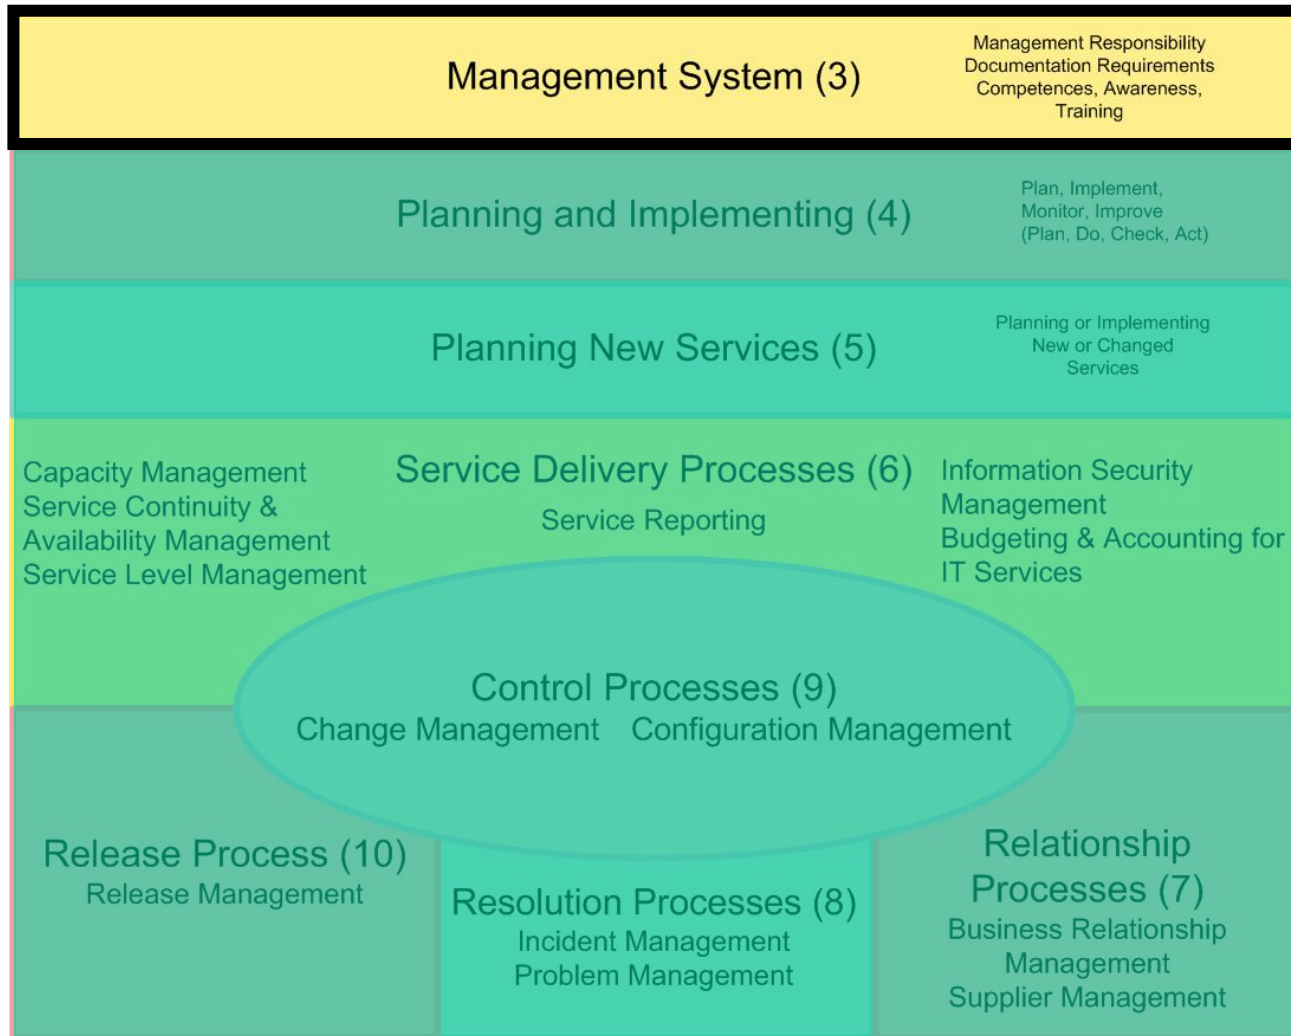 Management System (3)
Management Responsibility
Documentation Requirements
Competences, Awareness,
Training
Planning and Implementing (4)
Plan, Implement,
Monitor, Improve
(Plan, Do, Check, Act)
Planning New Services (5)
Planning or Implementing
New or Changed
Services
Capacity Management
Service Continuity &
Availability Management
Service Level Management
Service Delivery Processes (6)
Service Reporting
Information Security
Management
Budgeting & Accounting for
IT Services
Control Processes (9)
Change Management Configuration Management
Release Process (10)
Release Management
Resolution Processes (8)
Incident Management
Problem Management
Relationship
Processes (7)
Business Relationship
Management
Supplier Management